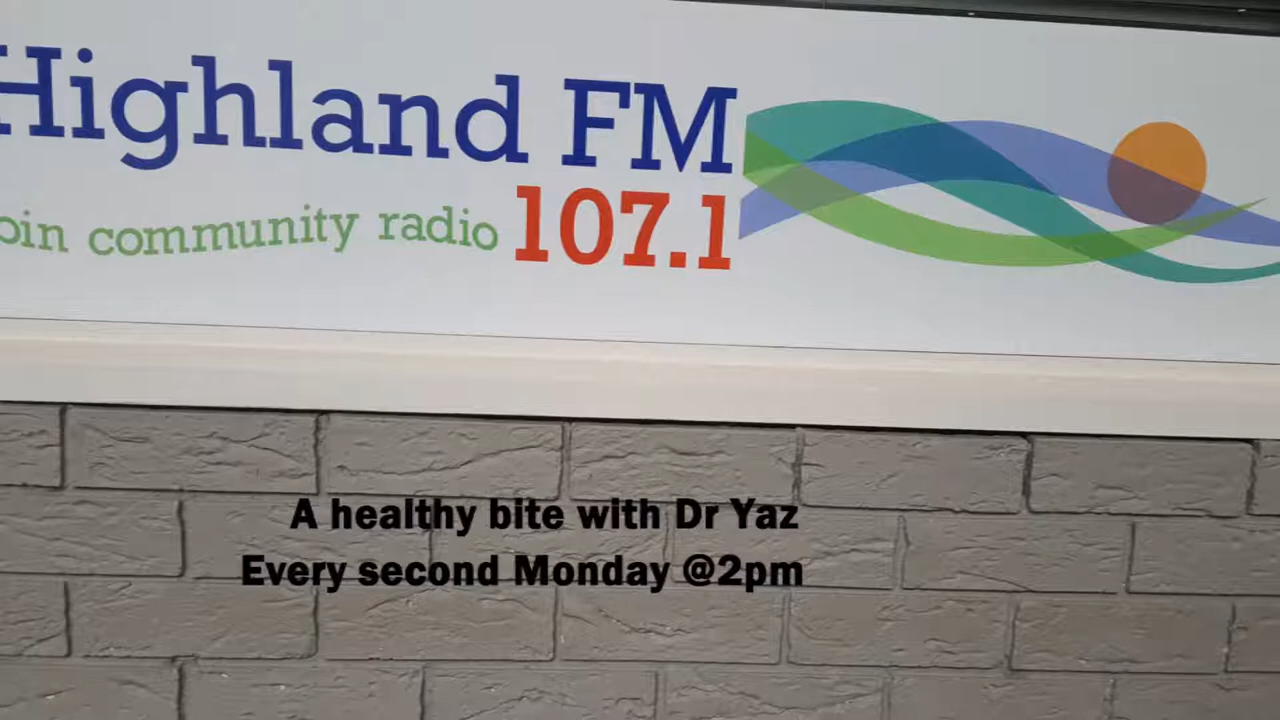 Highland FM
community radio 107.1
A healthy bite with Dr Yaz
Every second Monday @2pm